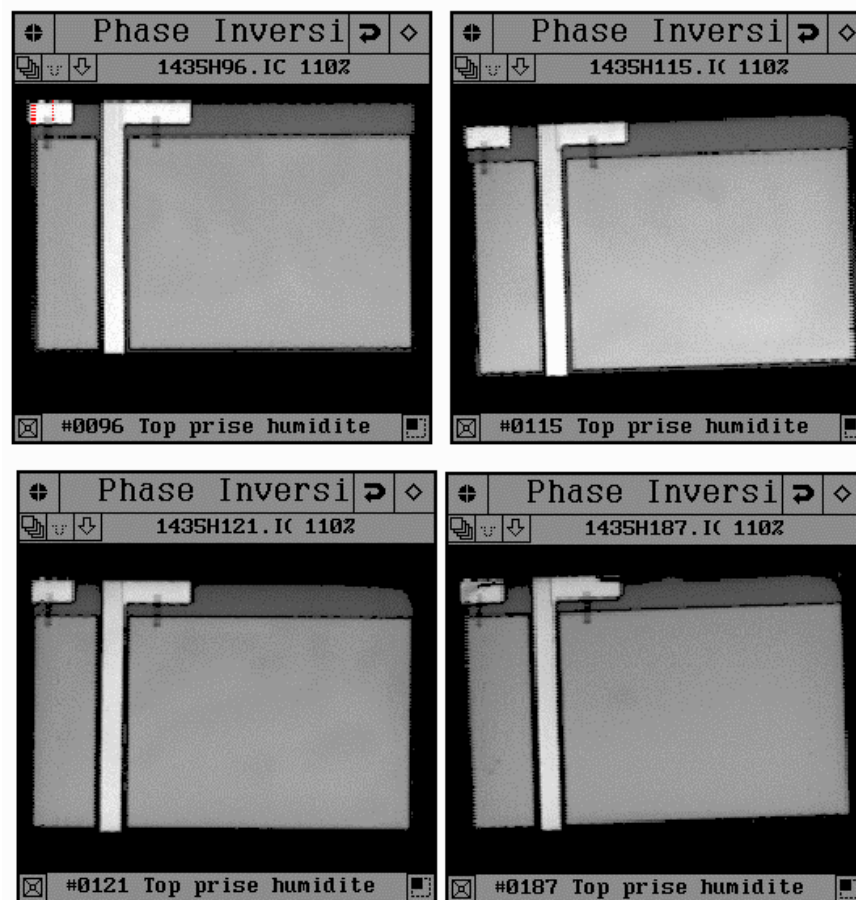 Phase Inversi
1435H96.IC 110%
#0096 Top prise humidite
Phase Inversi
1435H115.I( 110%
#0115 Top prise humidite
Phase Inversi
1435H121.I( 110%
#0121 Top prise humidite
Phase Inversi
1435H187.I( 110%
#0187 Top prise humidite